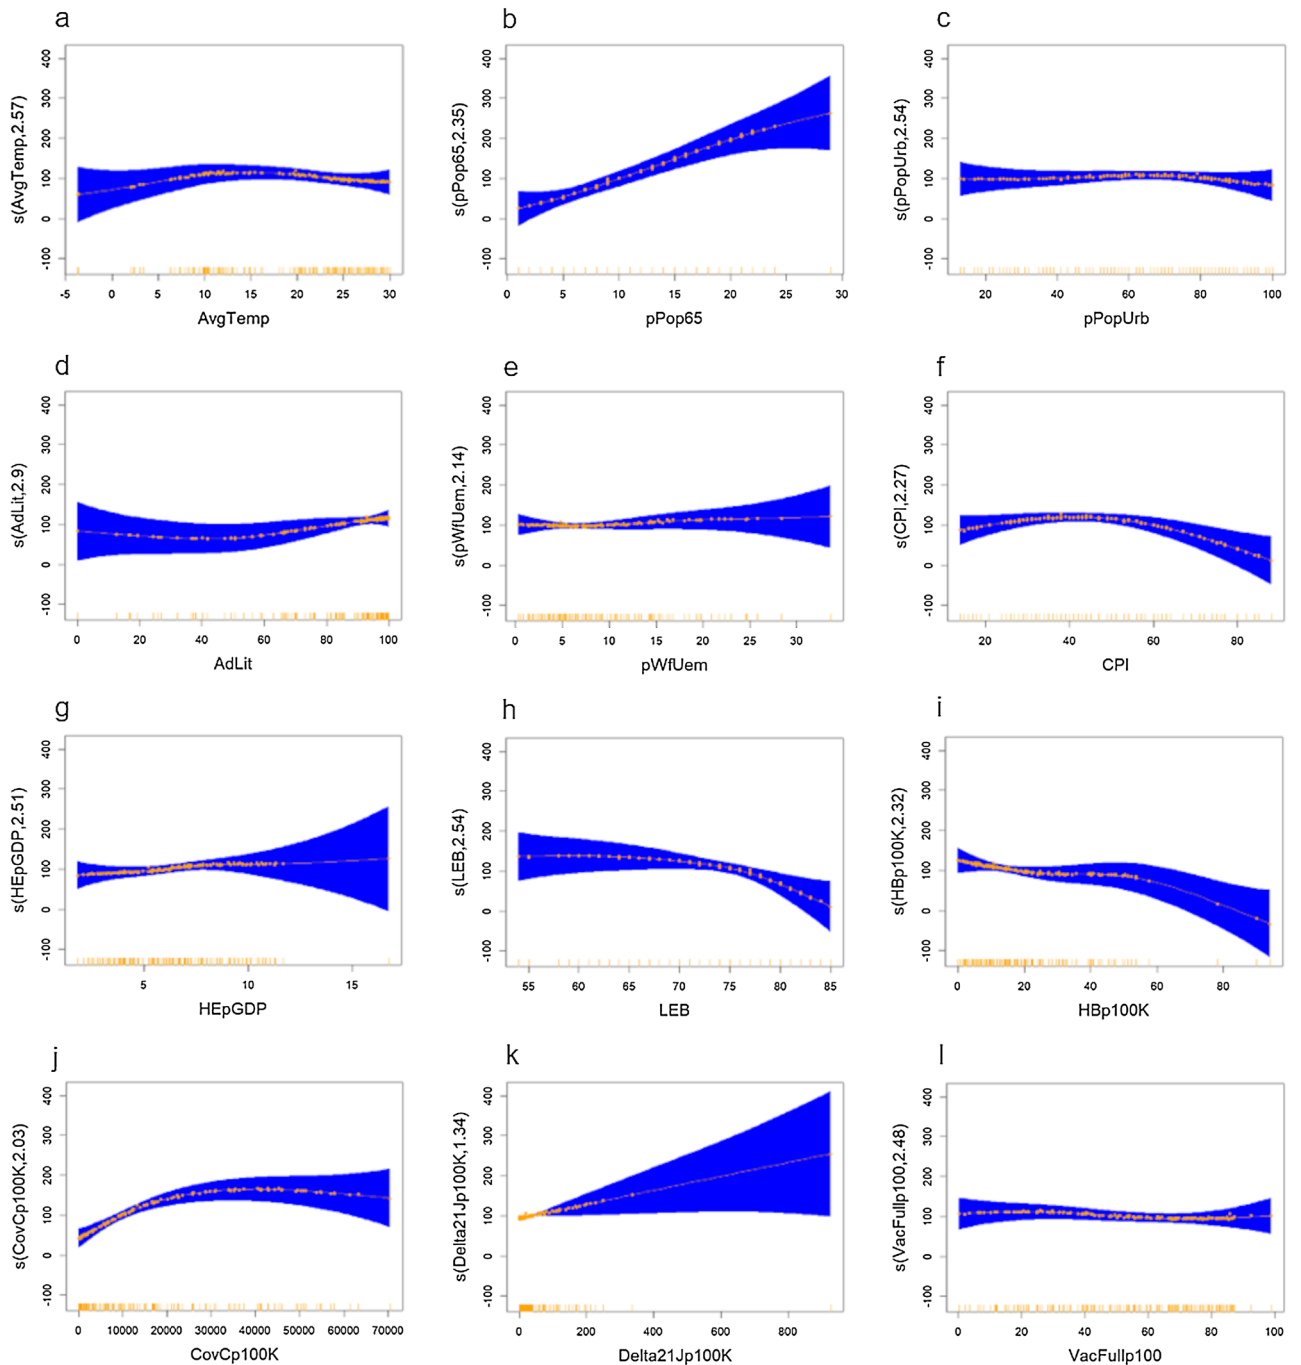 a
s(AvgTemp,2.57)
400
300
200
100
0
-100
-5 0 5 10 15 20 25 30
AvgTemp
b
s(pPop65,2.35)
400
300
200
100
0
-100
0 5 10 15 20 25 30
pPop65
c
s(pPopUrb,2.54)
400
300
200
100
0
-100
20 40 60 80 100
pPopUrb
d
s(AdLit,2.9)
400
300
200
100
0
-100
0 20 40 60 80 100
AdLit
e
s(pWfUem,2.14)
400
300
200
100
0
-100
0 5 10 15 20 25 30
pWfUem
f
s(CPI,2.27)
400
300
200
100
0
-100
20 40 60 80
CPI
g
s(HEpGDP,2.51)
400
300
200
100
0
-100
5 10 15
HEpGDP
h
s(LEB,2.54)
400
300
200
100
0
-100
55 60 65 70 75 80 85
LEB
i
s(HBp100K,2.32)
400
300
200
100
0
-100
0 20 40 60 80
HBp100K
j
s(CovCp100K,2.03)
400
300
200
100
0
-100
0 10000 20000 30000 40000 50000 60000 70000
CovCp100K
k
s(Delta21Jp100K,1.34)
400
300
200
100
0
-100
0 200 400 600 800
Delta21Jp100K
l
s(VacFullp100,2.48)
400
300
200
100
0
-100
0 20 40 60 80 100
VacFullp100